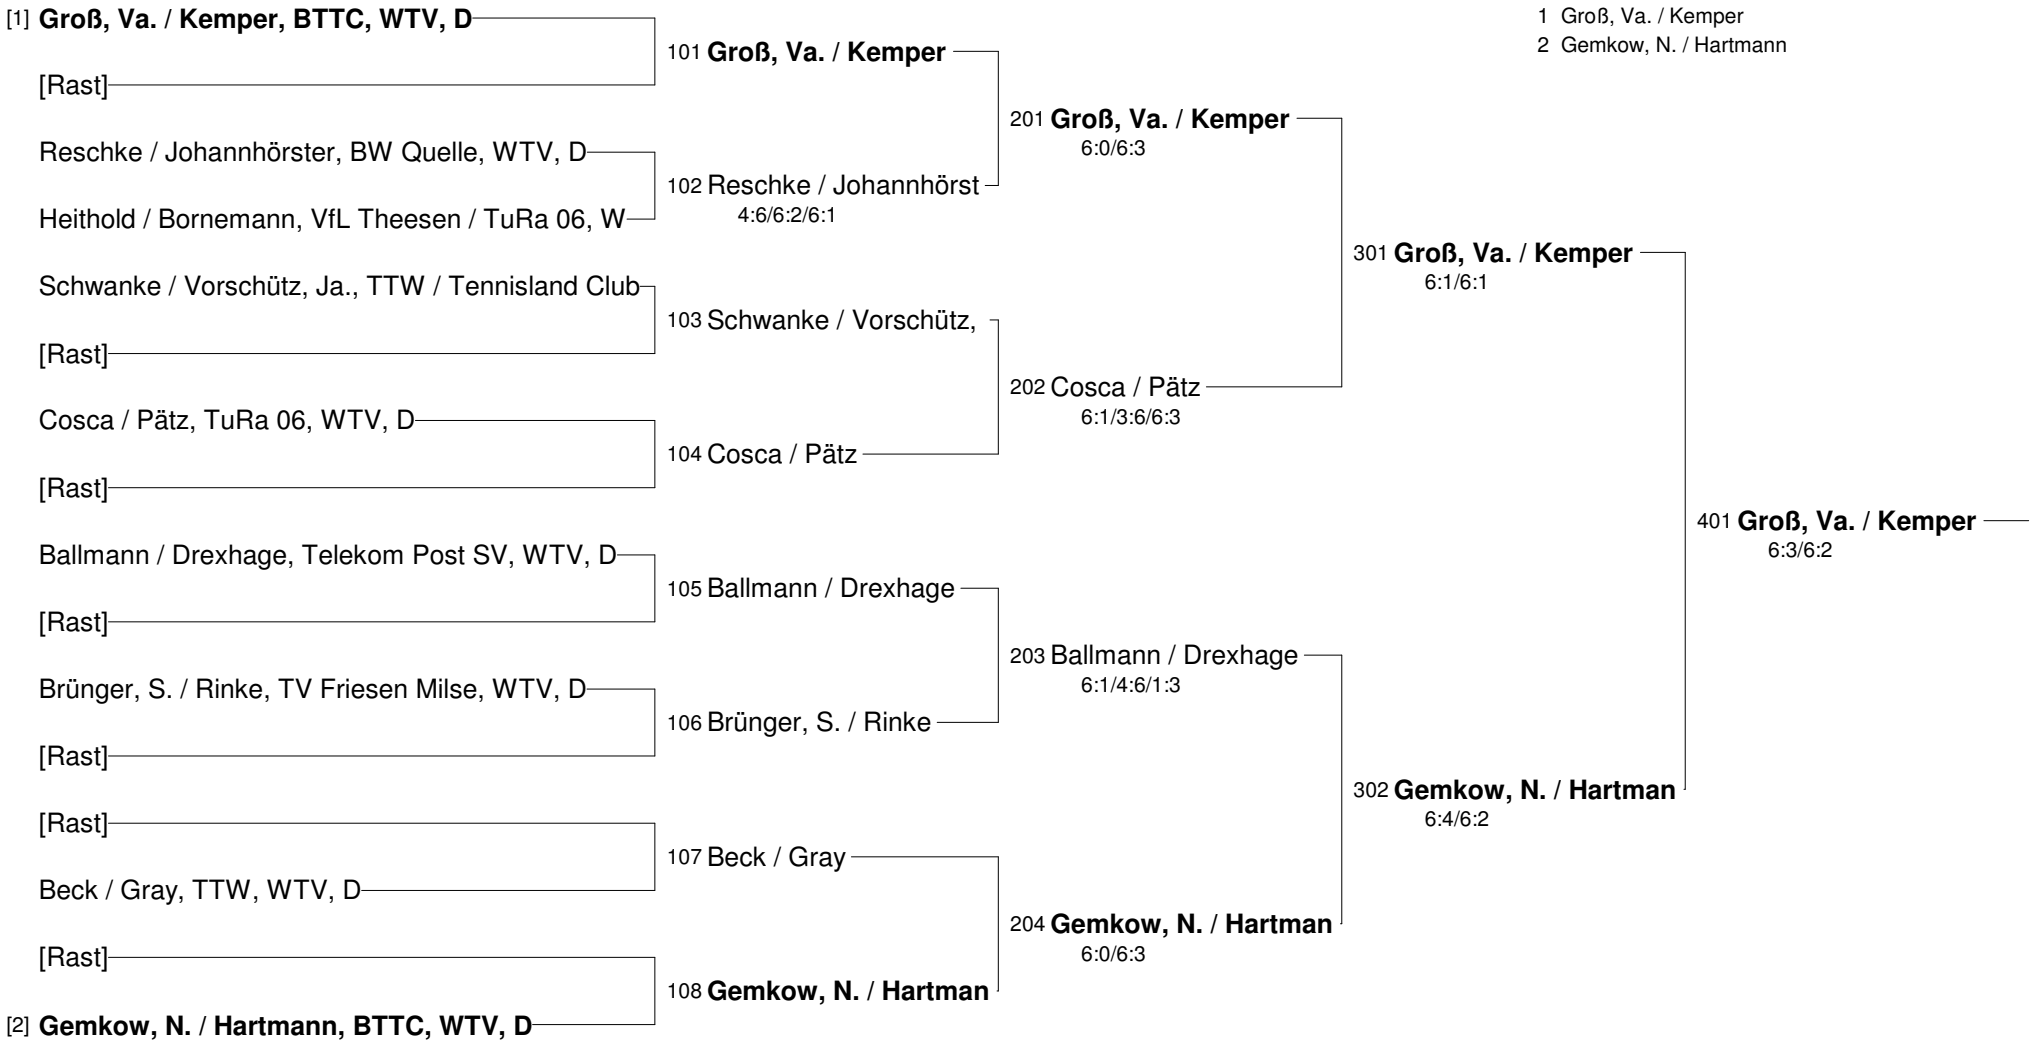 [1] Groß, Va. / Kemper, BTTC, WTV, D
[Rast]
Reschke / Johannhörster, BW Quelle, WTV, D
Heithold / Bornemann, VfL Theesen / TuRa 06, W
Schwanke / Vorschütz, Ja., TTW / Tennisland Club
[Rast]
Cosca / Pätz, TuRa 06, WTV, D
[Rast]
Ballmann / Drexhage, Telekom Post SV, WTV, D
[Rast]
Brünger, S. / Rinke, TV Friesen Milse, WTV, D
[Rast]
[Rast]
Beck / Gray, TTW, WTV, D
[Rast]
[2] Gemkow, N. / Hartmann, BTTC, WTV, D
101 Groß, Va. / Kemper
102 Reschke / Johannhörst
4:6/6:2/6:1
103 Schwanke / Vorschütz,
104 Cosca / Pätz
105 Ballmann / Drexhage
106 Brünger, S. / Rinke
107 Beck / Gray
108 Gemkow, N. / Hartman
201 Groß, Va. / Kemper
6:0/6:3
202 Cosca / Pätz
6:1/3:6/6:3
203 Ballmann / Drexhage
6:1/4:6/1:3
204 Gemkow, N. / Hartman
6:0/6:3
301 Groß, Va. / Kemper
6:1/6:1
302 Gemkow, N. / Hartman
6:4/6:2
401 Groß, Va. / Kemper
6:3/6:2
1 Groß, Va. / Kemper
2 Gemkow, N. / Hartmann